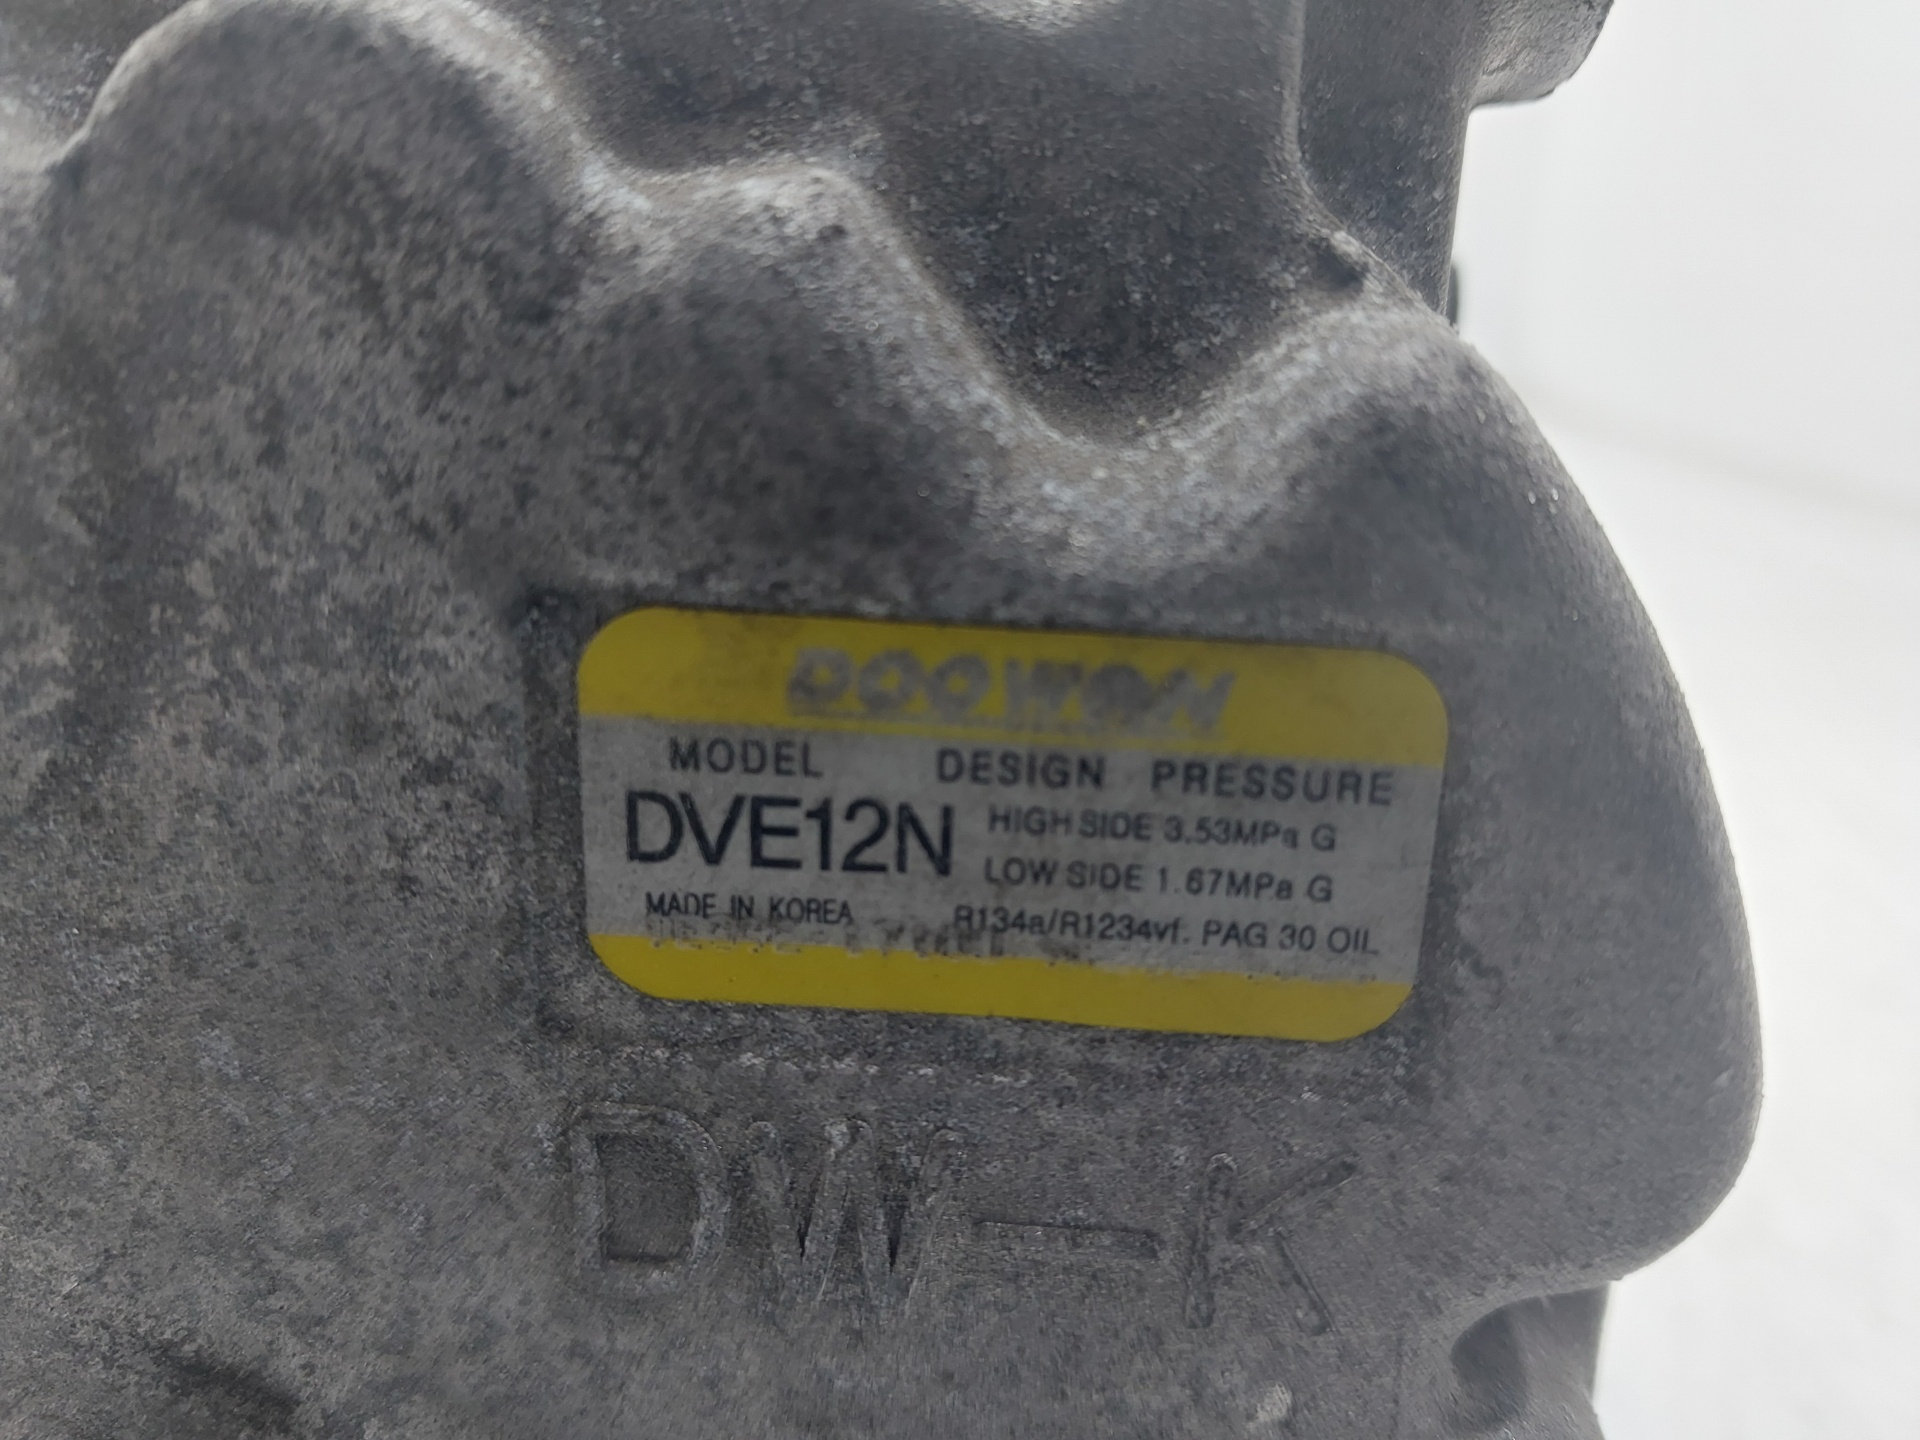 DOOWON
MODEL DESIGN PRESSURE
DVE12N HIGH SIDE 3.53MPa G
LOW SIDE 1.67MPa G
MADE IN KOREA R134a/R1234yf. PAG 30 OIL
DW-K